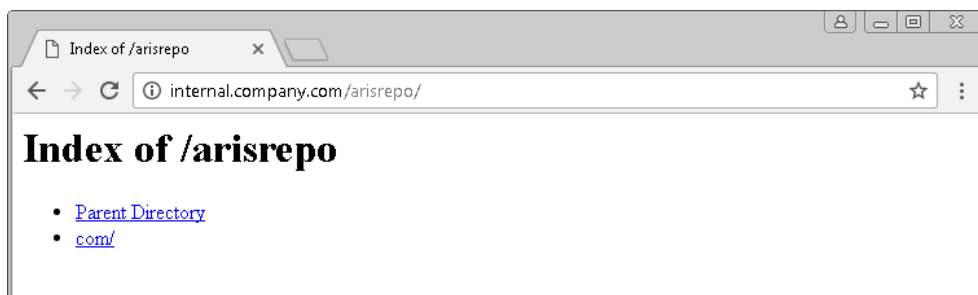 Index of /arisrepo
internal.company.com/arisrepo/
Index of /arisrepo
Parent Directory
com/